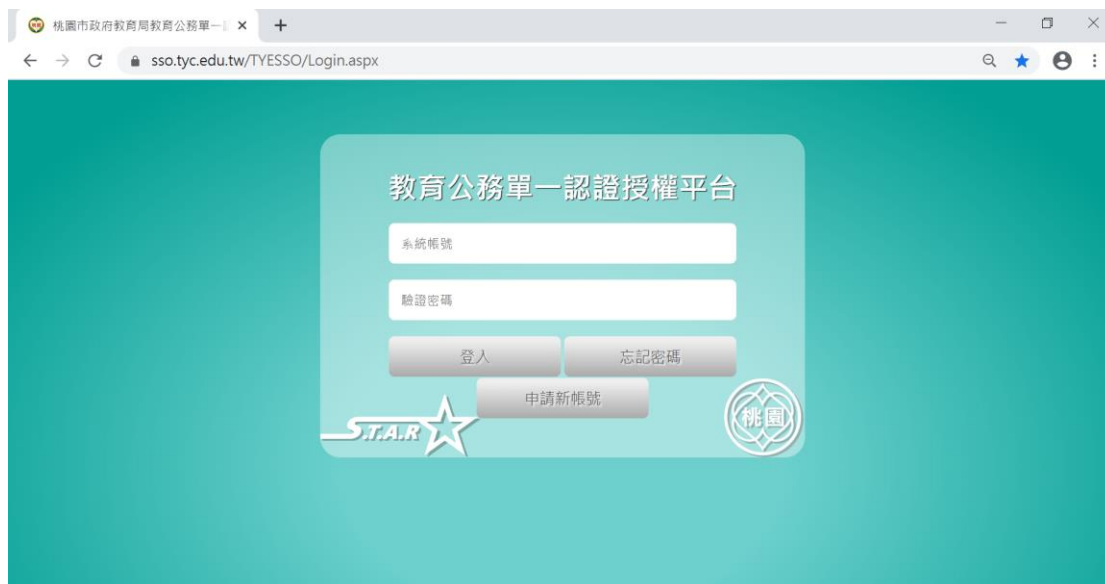 桃園市政府教育局教育公務單一
sso.tyc.edu.tw/TYESSO/Login.aspx
教育公務單一認證授權平台
系統帳號
驗證密碼
登入 忘記密碼
申請新帳號
S.T.A.R
桃園